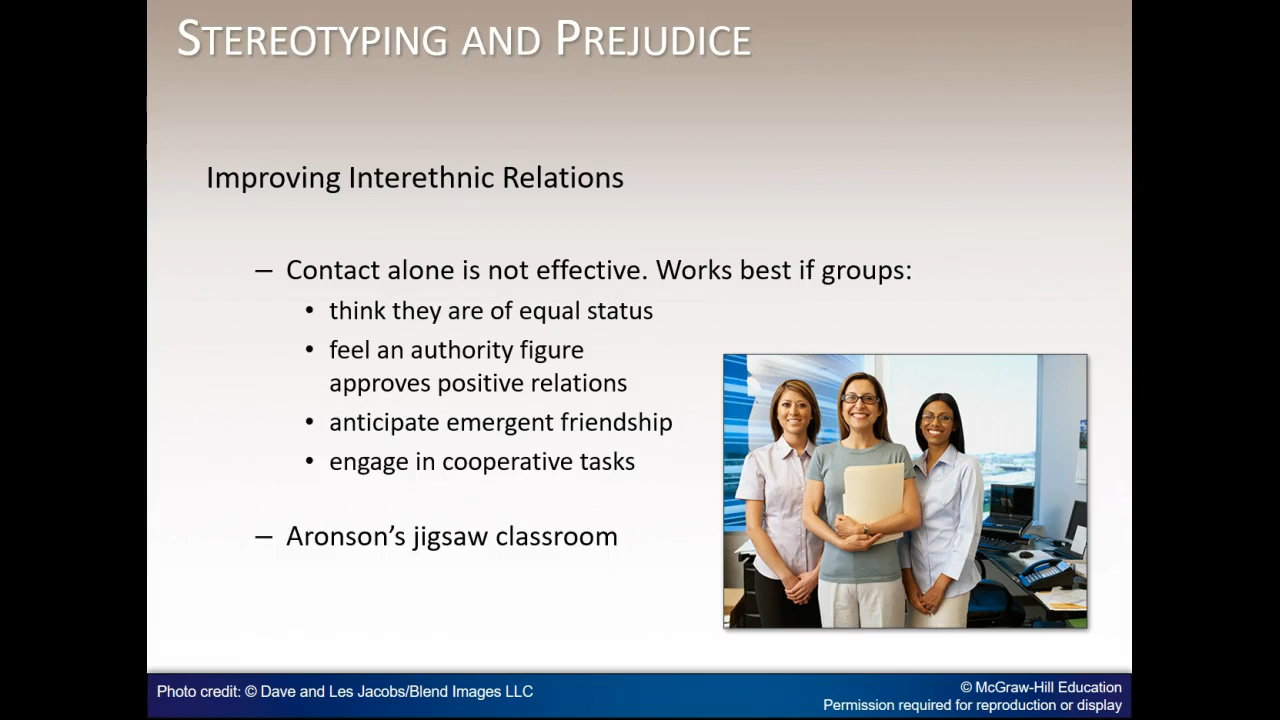 STEREOTYPING AND PREJUDICE
Improving Interethnic Relations
– Contact alone is not effective. Works best if groups:
• think they are of equal status
• feel an authority figure
approves positive relations
• anticipate emergent friendship
• engage in cooperative tasks
– Aronson’s jigsaw classroom
Photo credit: © Dave and Les Jacobs/Blend Images LLC
© McGraw-Hill Education
Permission required for reproduction or display